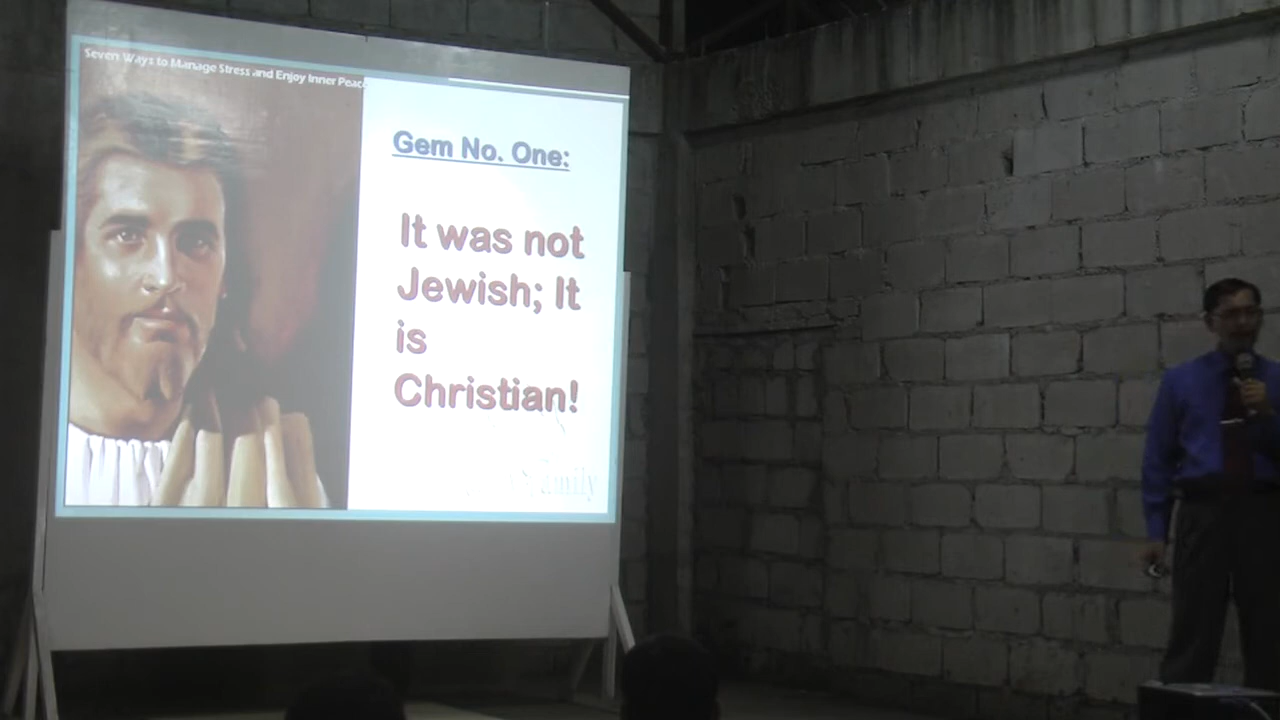 Seven Ways to Manage Stress and Enjoy Inner Peace
Gem No. One:
It was not
Jewish; It
is
Christian!
Family